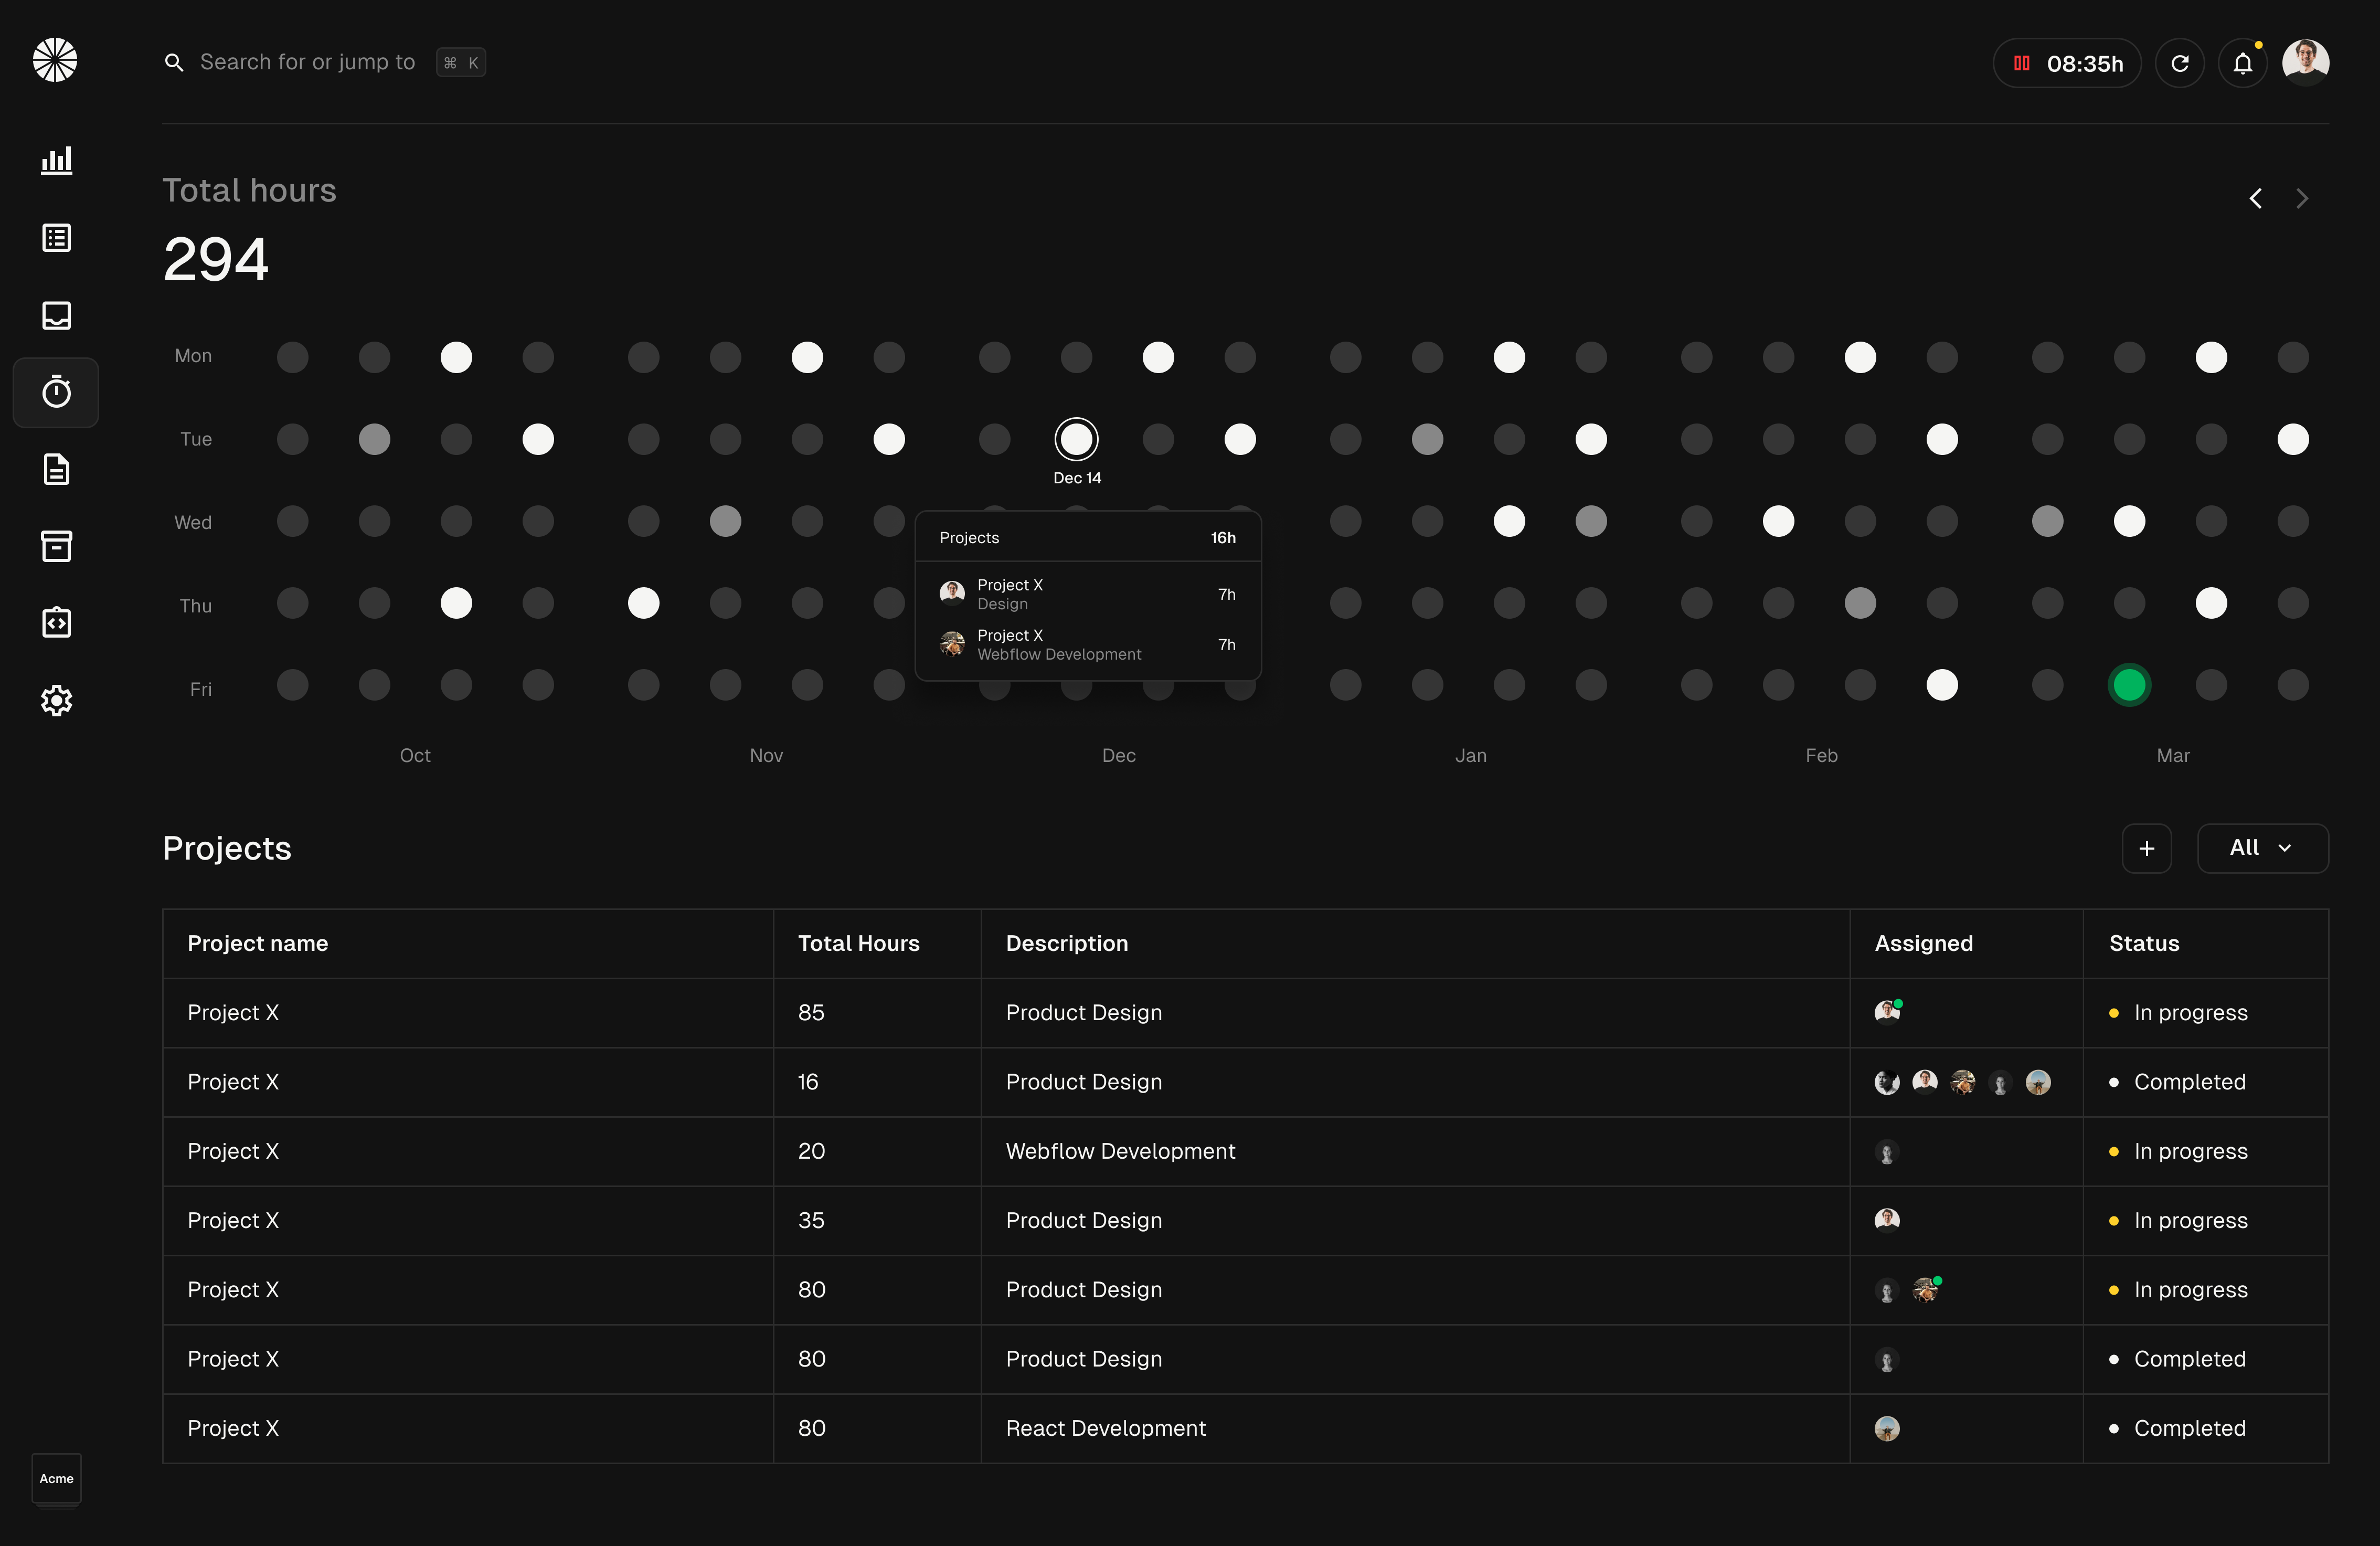 Search for or jump to ⌘ K
08:35h
Total hours
294
Mon
Tue
Dec 14
Wed
Projects 16h
Project X
Design
7h
Thu
Project X
Webflow Development
7h
Fri
Oct Nov Dec Jan Feb Mar
Projects
+ All
Project name Total Hours Description Assigned Status
Project X 85 Product Design In progress
Project X 16 Product Design Completed
Project X 20 Webflow Development In progress
Project X 35 Product Design In progress
Project X 80 Product Design In progress
Project X 80 Product Design Completed
Project X 80 React Development Completed
Acme